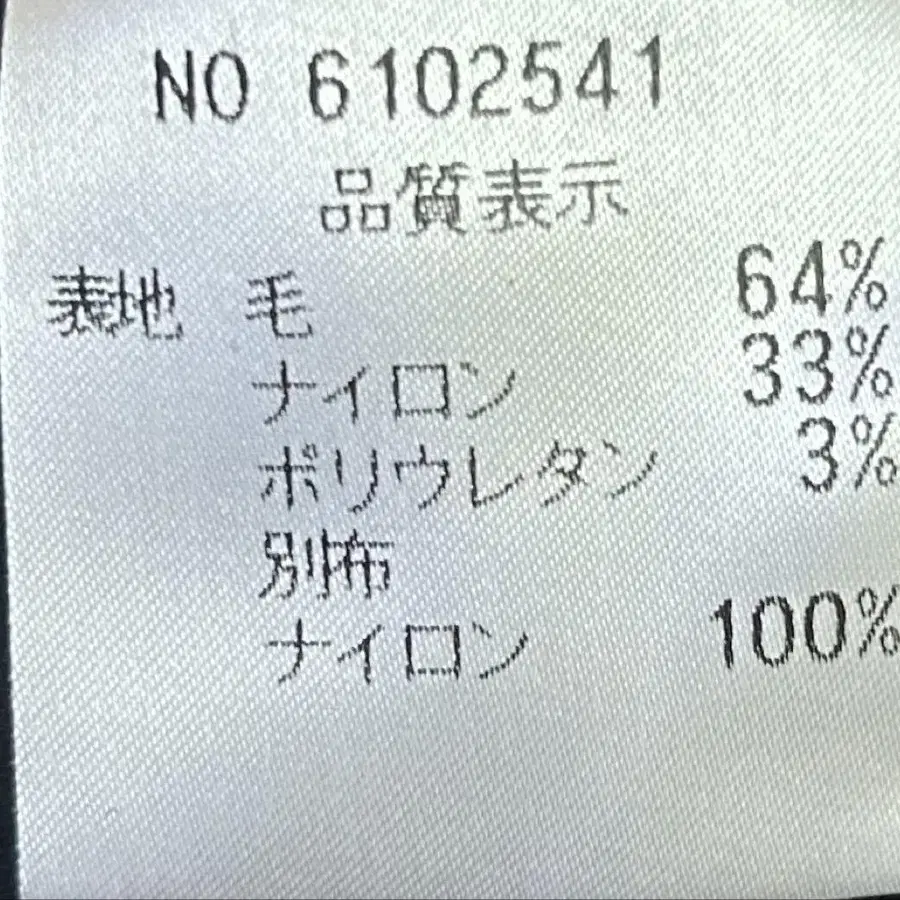 NO 6102541
品質表示
表地 毛 64%
ナイロン 33%
ポリウレタン 3%
別布
ナイロン 100%